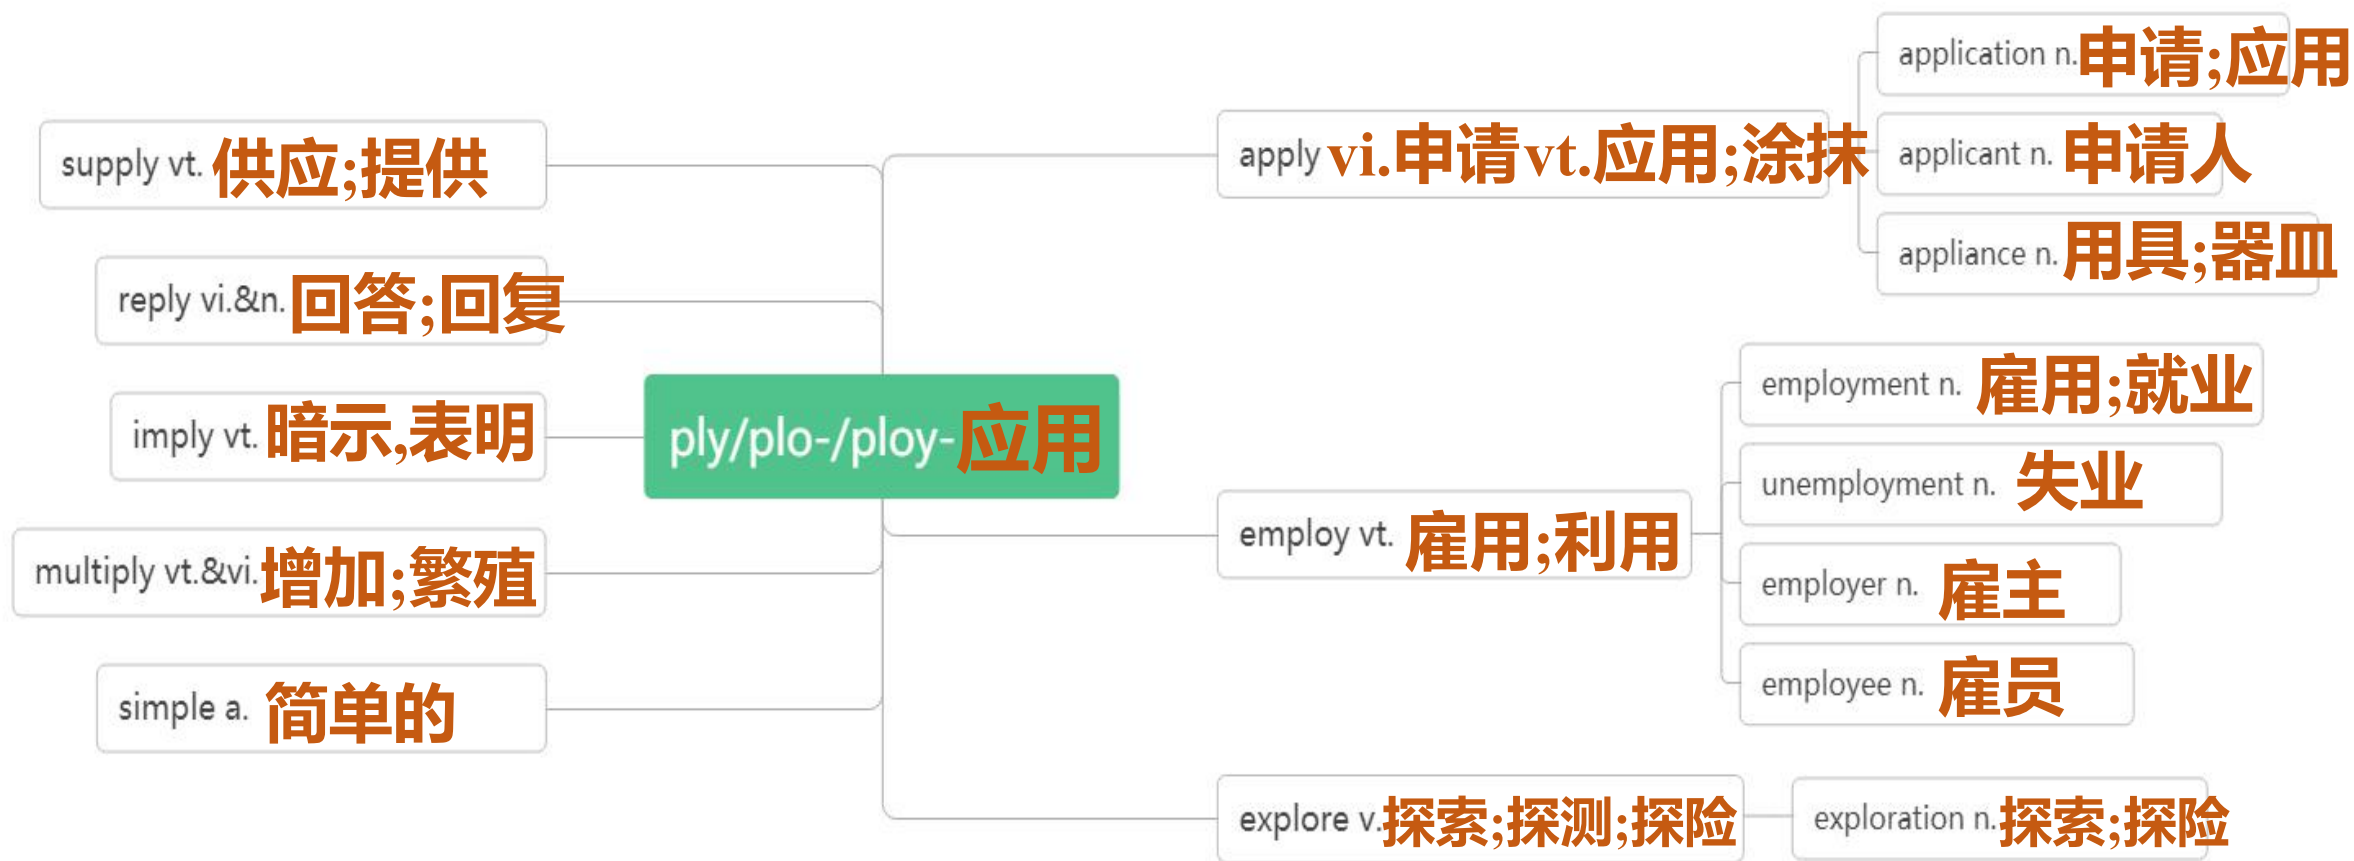 supply vt. 供应;提供
reply vi.&n. 回答;回复
imply vt. 暗示,表明
multiply vt.&vi. 增加;繁殖
simple a. 简单的
ply/plo-/ploy-应用
apply vi.申请vt.应用;涂抹
application n. 申请;应用
applicant n. 申请人
appliance n. 用具;器皿
employ vt. 雇用;利用
employment n. 雇用;就业
unemployment n. 失业
employer n. 雇主
employee n. 雇员
explore v. 探索;探测;探险
exploration n. 探索;探险